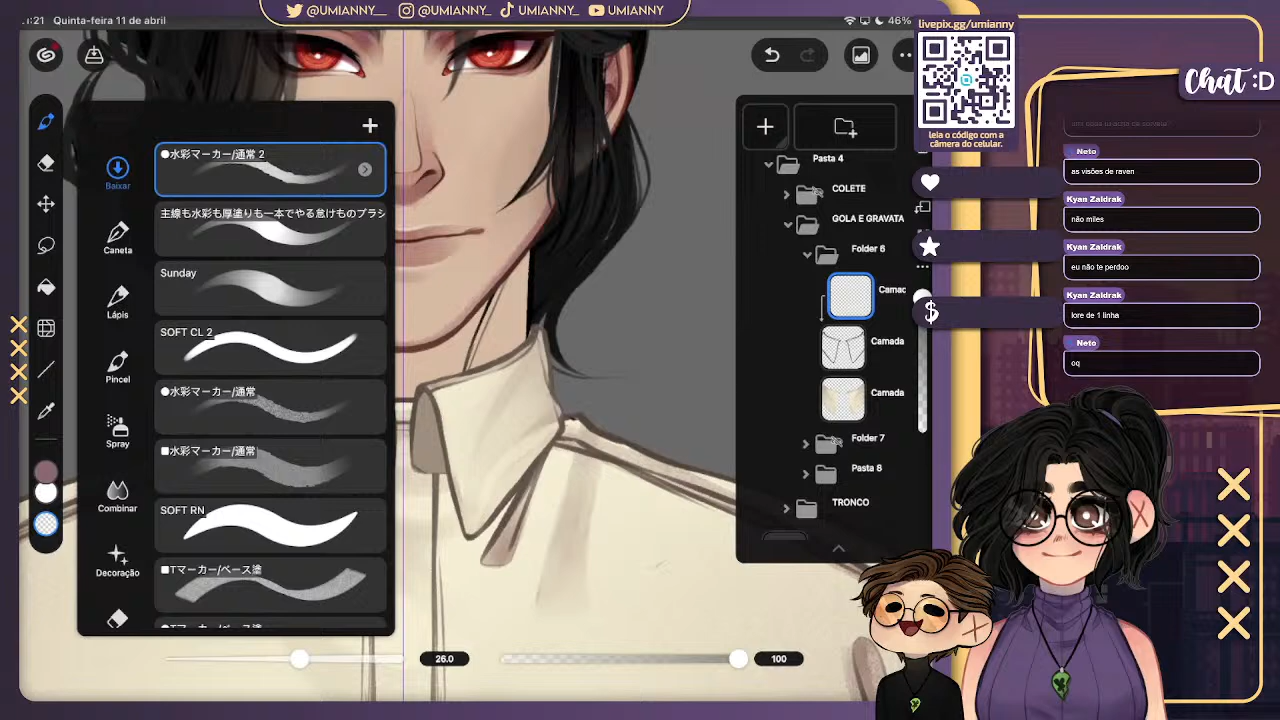 @UMIANNY__
@UMIANNY_
UMIANNY_
UMIANNY
:21 Quinta-feira 11 de abril
46%
Baixar
Caneta
Lápis
Pincel
Spray
Combinar
Decoração
●水彩マーカー/通常 2
主線も水彩も厚塗りも一本でやる怠けものブラシ
Sunday
SOFT CL 2
●水彩マーカー/通常
■水彩マーカー/通常
SOFT RN
■Tマーカー/ベース塗
26.0
100
Pasta 4
COLETE
GOLA E GRAVATA
Folder 6
Camac
Camada
Camada
Folder 7
Pasta 8
TRONCO
livepix.gg/umianny
leia o código com a
câmera do celular.
Chat :D
Neto
as visões de raven
Kyan Zaldrak
não miles
Kyan Zaldrak
eu não te perdoo
Kyan Zaldrak
lore de 1 linha
Neto
oq